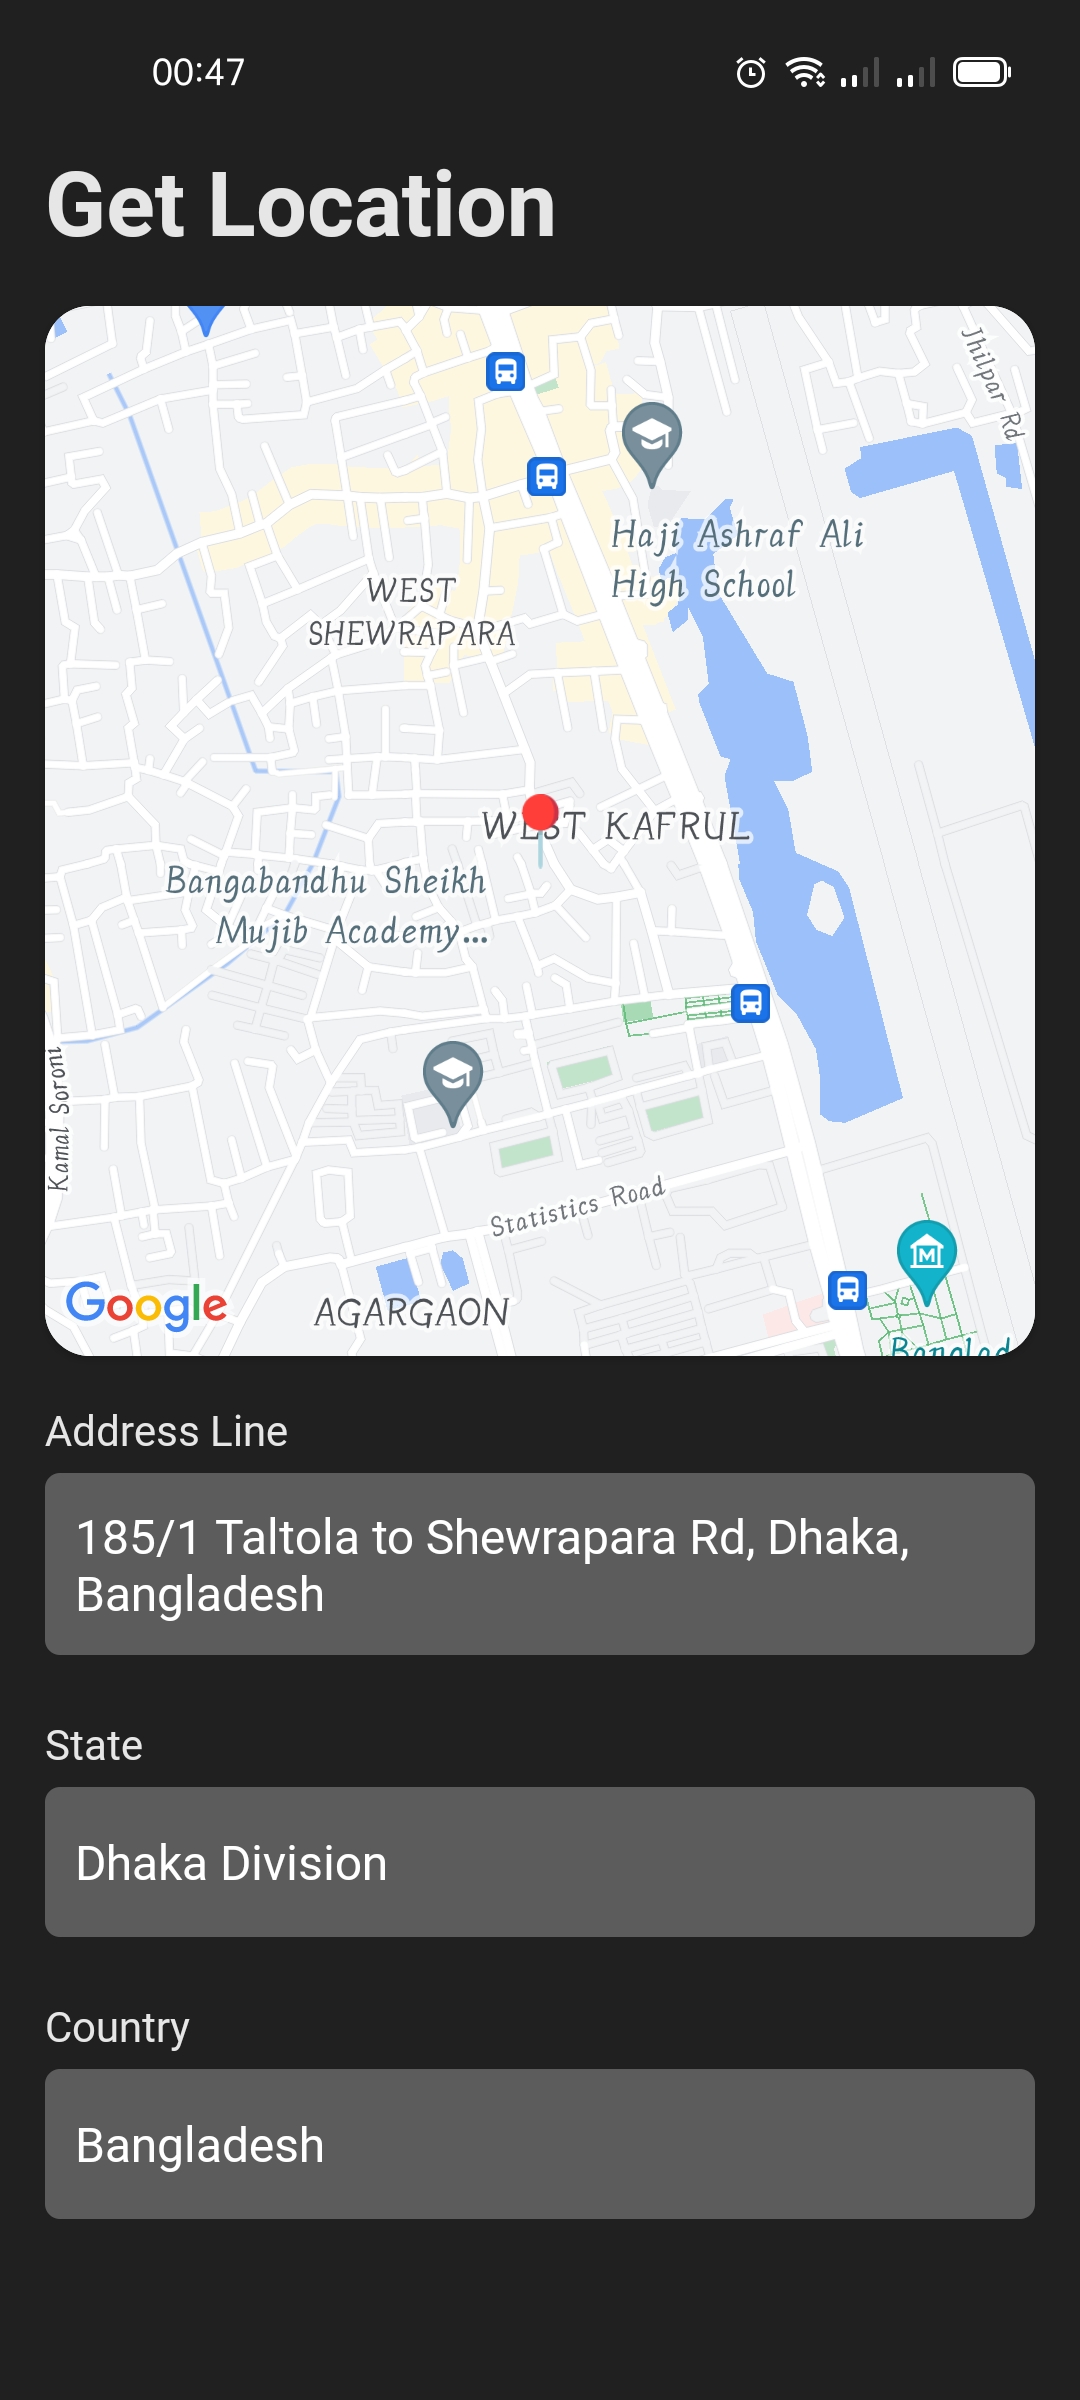 00:47
Get Location
Jhilpar Rd
Haji Ashraf Ali
High School
WEST
SHEWRAPARA
WEST KAFRUL
Bangabandhu Sheikh
Mujib Academy...
Kamal Soroni
Statistics Road
Google
AGARGAON
M
Banglad
Address Line
185/1 Taltola to Shewrapara Rd, Dhaka,
Bangladesh
State
Dhaka Division
Country
Bangladesh